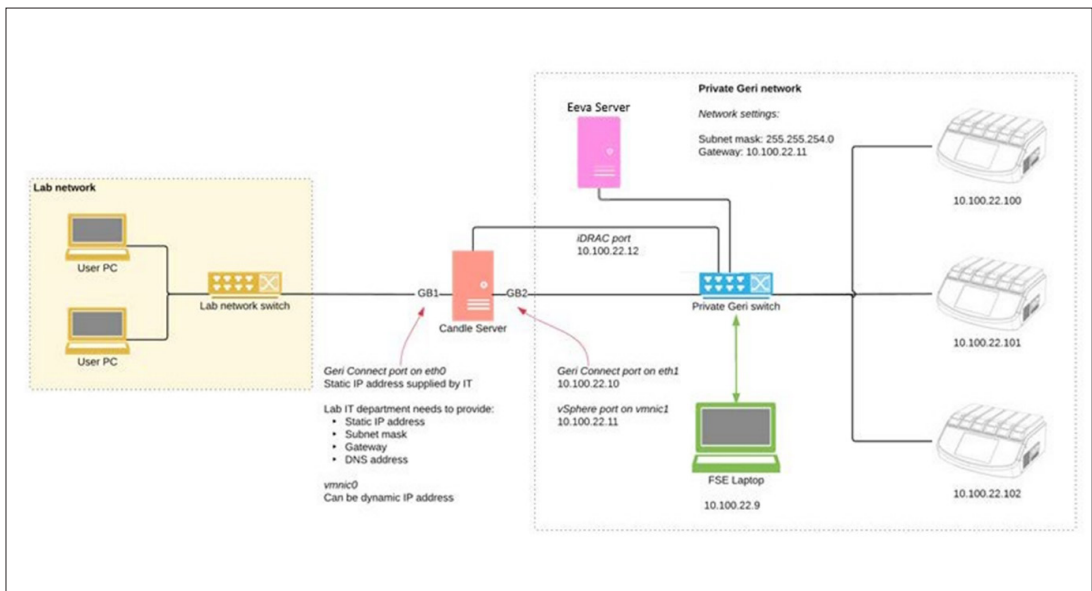 Private Geri network
Network settings:
Subnet mask: 255.255.254.0
Gateway: 10.100.22.11
Eeva Server
10.100.22.100
Lab network
User PC
Lab network switch
User PC
iDRAC port
10.100.22.12
GB1
GB2
Candle Server
Private Geri switch
10.100.22.101
Geri Connect port on eth0
Static IP address supplied by IT
Lab IT department needs to provide:
• Static IP address
• Subnet mask
• Gateway
• DNS address
vmnic0
Can be dynamic IP address
Geri Connect port on eth1
10.100.22.10
vSphere port on vmnic1
10.100.22.11
FSE Laptop
10.100.22.9
10.100.22.102